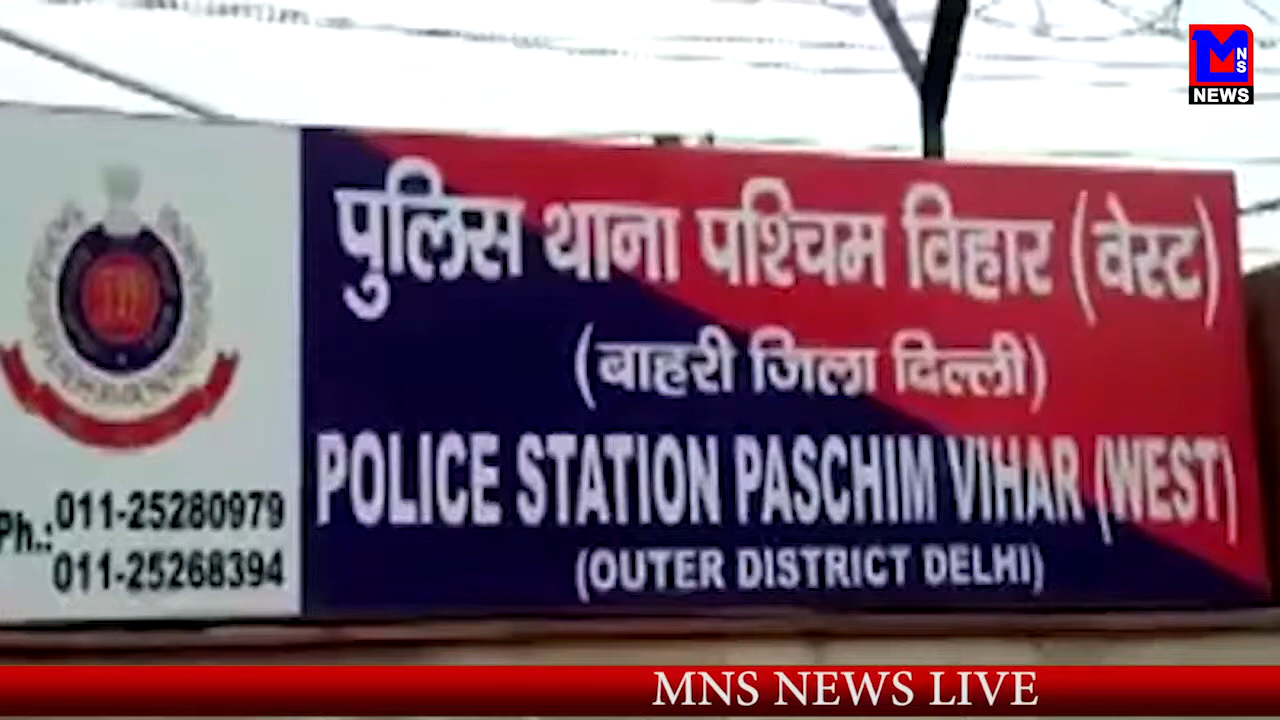 MNS
NEWS
पुलिस थाना पश्चिम विहार (वेस्ट)
(बाहरी जिला दिल्ली)
POLICE STATION PASCHIM VIHAR (WEST)
(OUTER DISTRICT DELHI)
Ph.: 011-25280979
011-25268394
MNS NEWS LIVE